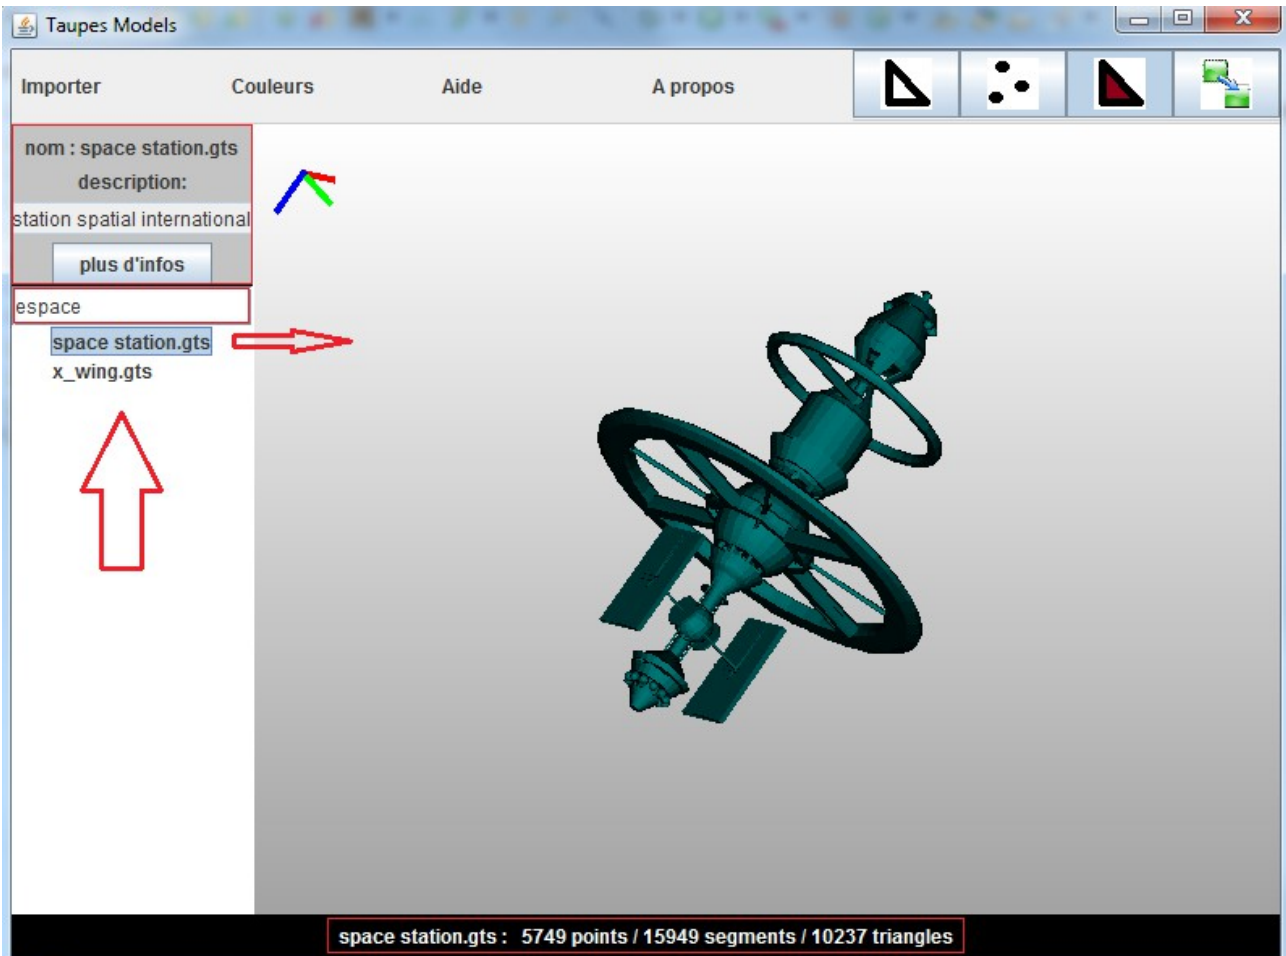 Taupes Models
Importer Couleurs Aide A propos
nom : space station.gts
description:
station spatial international
plus d'infos
espace
space station.gts
x_wing.gts
space station.gts : 5749 points / 15949 segments / 10237 triangles